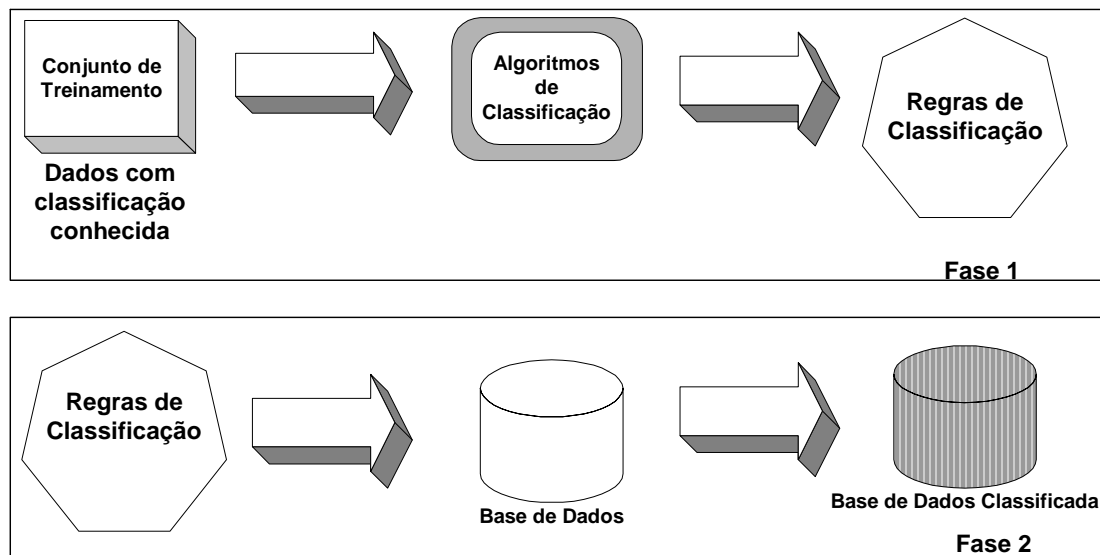 Conjunto de
Treinamento
Dados com
classificação
conhecida
Algoritmos
de
Classificação
Regras de
Classificação
Fase 1
Regras de
Classificação
Base de Dados
Base de Dados Classificada
Fase 2